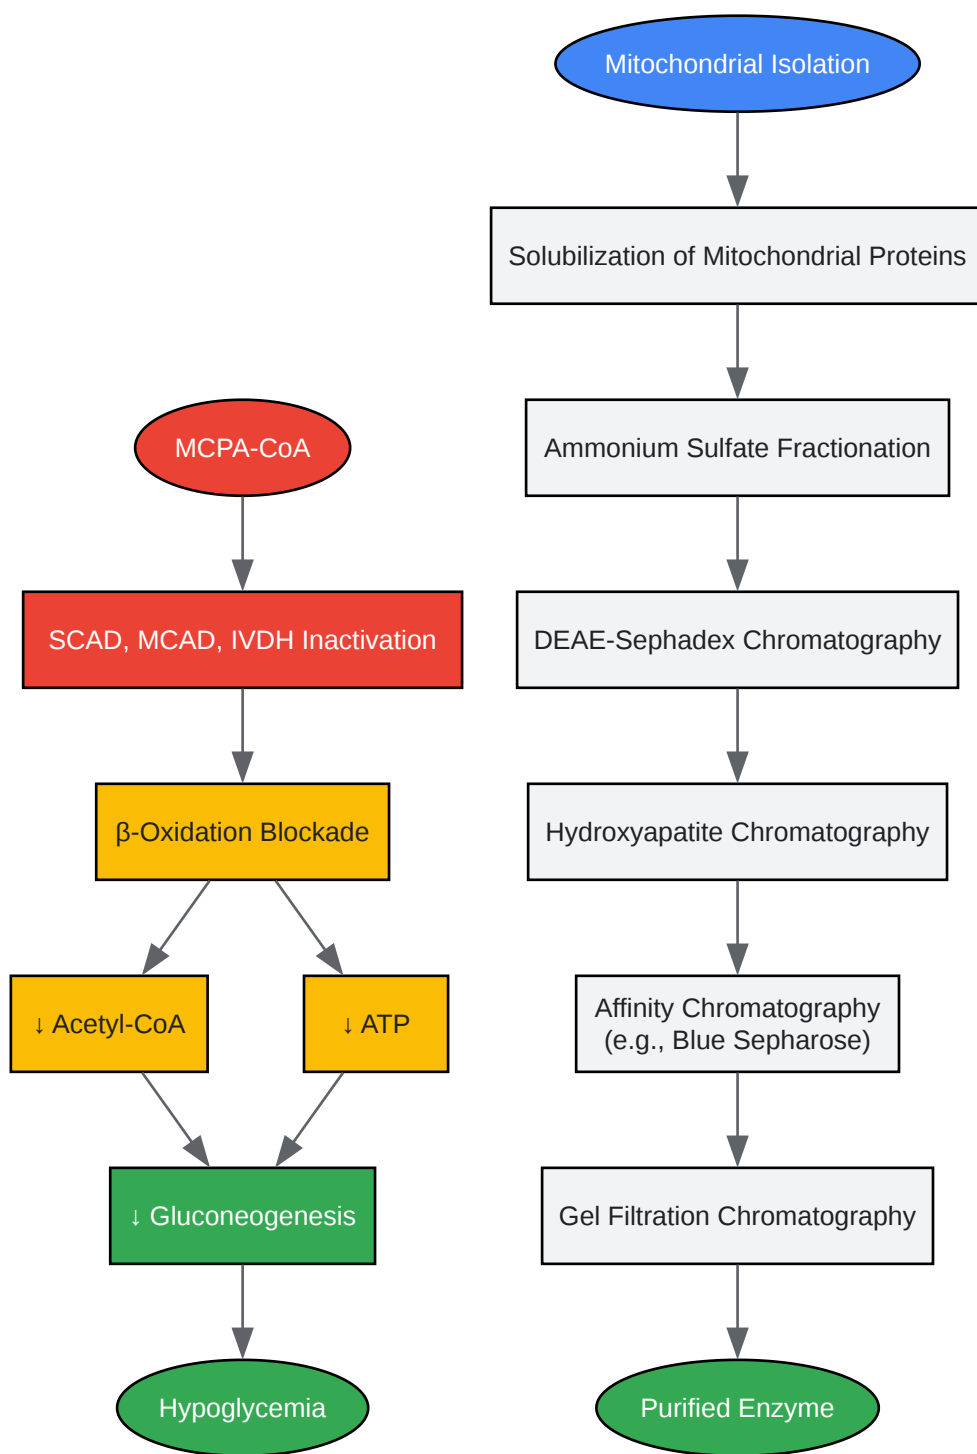 MCPA-CoA
SCAD, MCAD, IVDH Inactivation
β-Oxidation Blockade
↓ Acetyl-CoA
↓ ATP
↓ Gluconeogenesis
Hypoglycemia
Mitochondrial Isolation
Solubilization of Mitochondrial Proteins
Ammonium Sulfate Fractionation
DEAE-Sephadex Chromatography
Hydroxyapatite Chromatography
Affinity Chromatography
(e.g., Blue Sepharose)
Gel Filtration Chromatography
Purified Enzyme